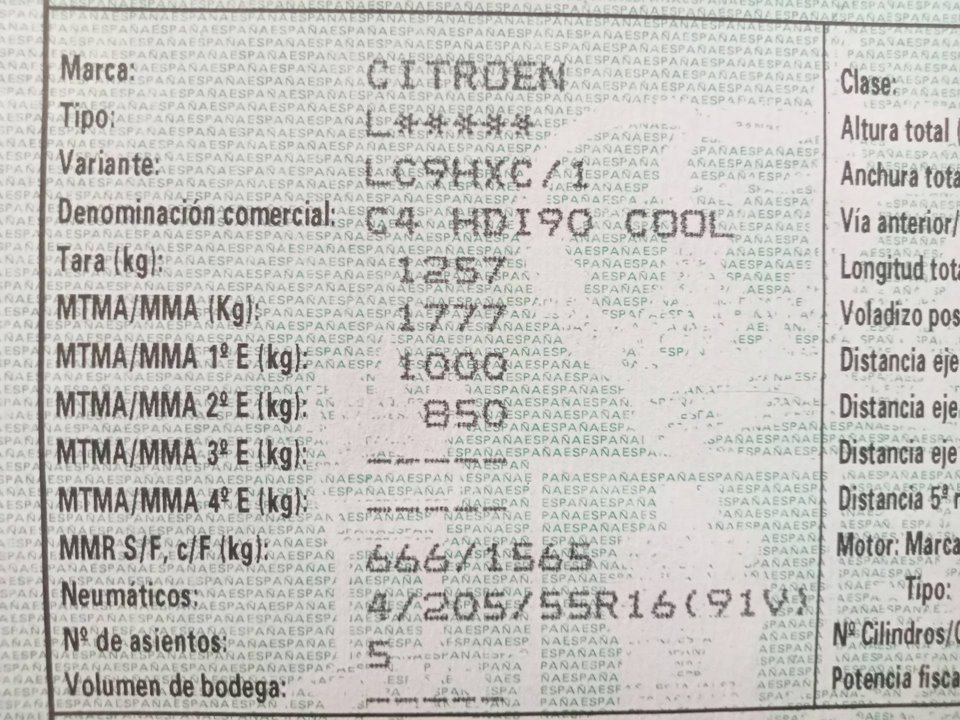 Marca: CITROEN
Tipo: L*****
Variante: LC9HXC/1
Denominación comercial: C4 HDI90 COOL
Tara (kg): 1257
MTMA/MMA (Kg): 1777
MTMA/MMA 1º E (kg): 1000
MTMA/MMA 2º E (kg): 850
MTMA/MMA 3º E (kg): -----
MTMA/MMA 4º E (kg): -----
MMR S/F, c/F (kg): 666/1565
Neumáticos: 4/205/55R16(91V)
Nº de asientos: 5
Volumen de bodega: -----
Clase:
Altura total (
Anchura tota
Vía anterior/
Longitud tota
Voladizo pos
Distancia eje
Distancia eje
Distancia eje
Distancia 5ª r
Motor: Marca
Tipo:
Nº Cilindros/C
Potencia fisca